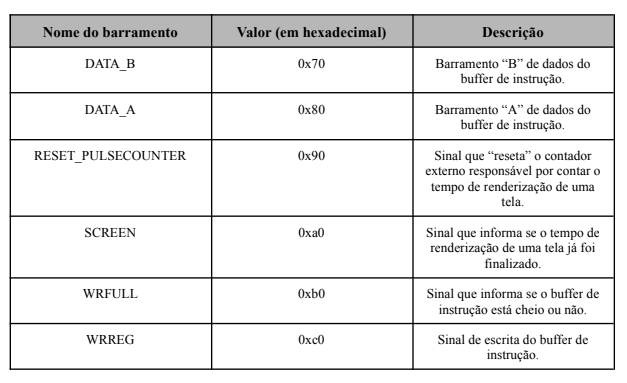 Nome do barramento Valor (em hexadecimal) Descrição
DATA_B 0x70 Barramento “B” de dados do
buffer de instrução.
DATA_A 0x80 Barramento “A” de dados do
buffer de instrução.
RESET_PULSECOUNTER 0x90 Sinal que “reseta” o contador
externo responsável por contar o
tempo de renderização de uma
tela.
SCREEN 0xa0 Sinal que informa se o tempo de
renderização de uma tela já foi
finalizado.
WRFULL 0xb0 Sinal que informa se o buffer de
instrução está cheio ou não.
WRREG 0xc0 Sinal de escrita do buffer de
instrução.